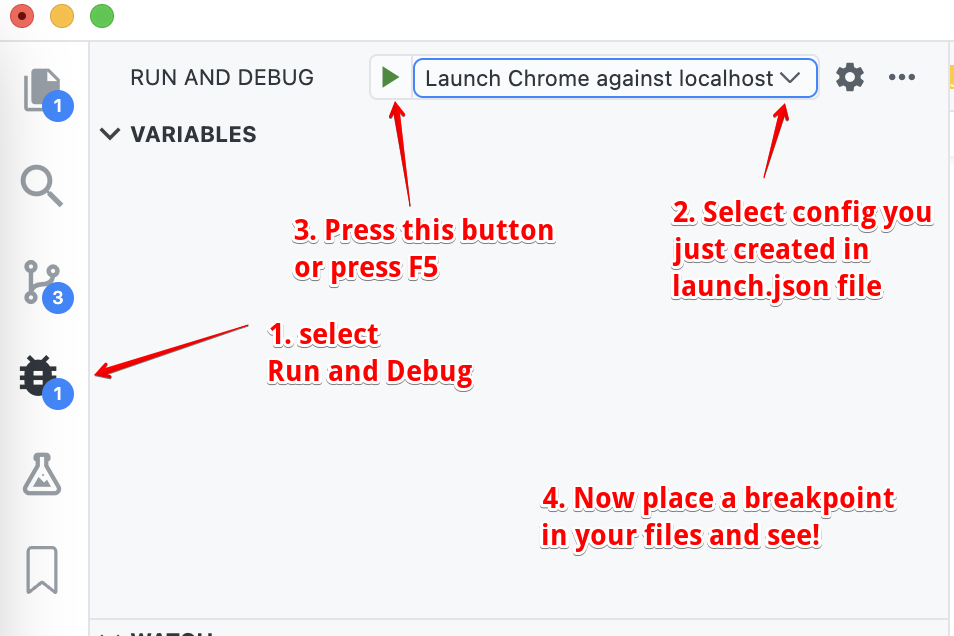 RUN AND DEBUG
Launch Chrome against localhost
1
VARIABLES
3. Press this button
or press F5
2. Select config you
just created in
launch.json file
3
1. select
Run and Debug
1
4. Now place a breakpoint
in your files and see!
WATCH